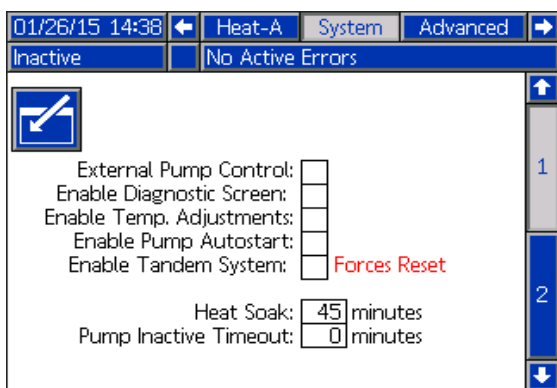 01/26/15 14:38 Heat-A System Advanced
Inactive No Active Errors
1
External Pump Control:
Enable Diagnostic Screen:
Enable Temp. Adjustments:
Enable Pump Autostart:
Enable Tandem System: Forces Reset
2
Heat Soak: 45 minutes
Pump Inactive Timeout: 0 minutes